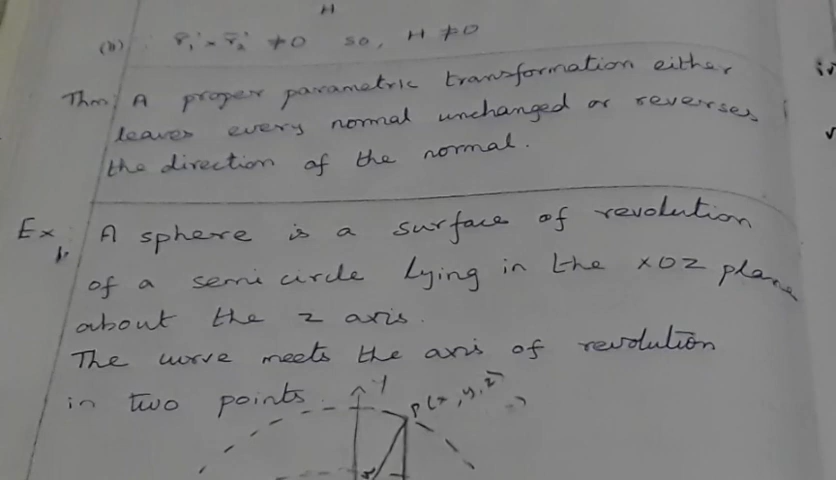 H
(b) r̄₁' × r̄₂' ≠ 0 so, H ≠ 0
Thm A proper parametric transformation either
leaves every normal unchanged or reverses
the direction of the normal.
Ex 1. A sphere is a surface of revolution
of a semi circle lying in the XOZ plane
about the z axis.
The curve meets the axis of revolution
in two points.
P(x, y, z)